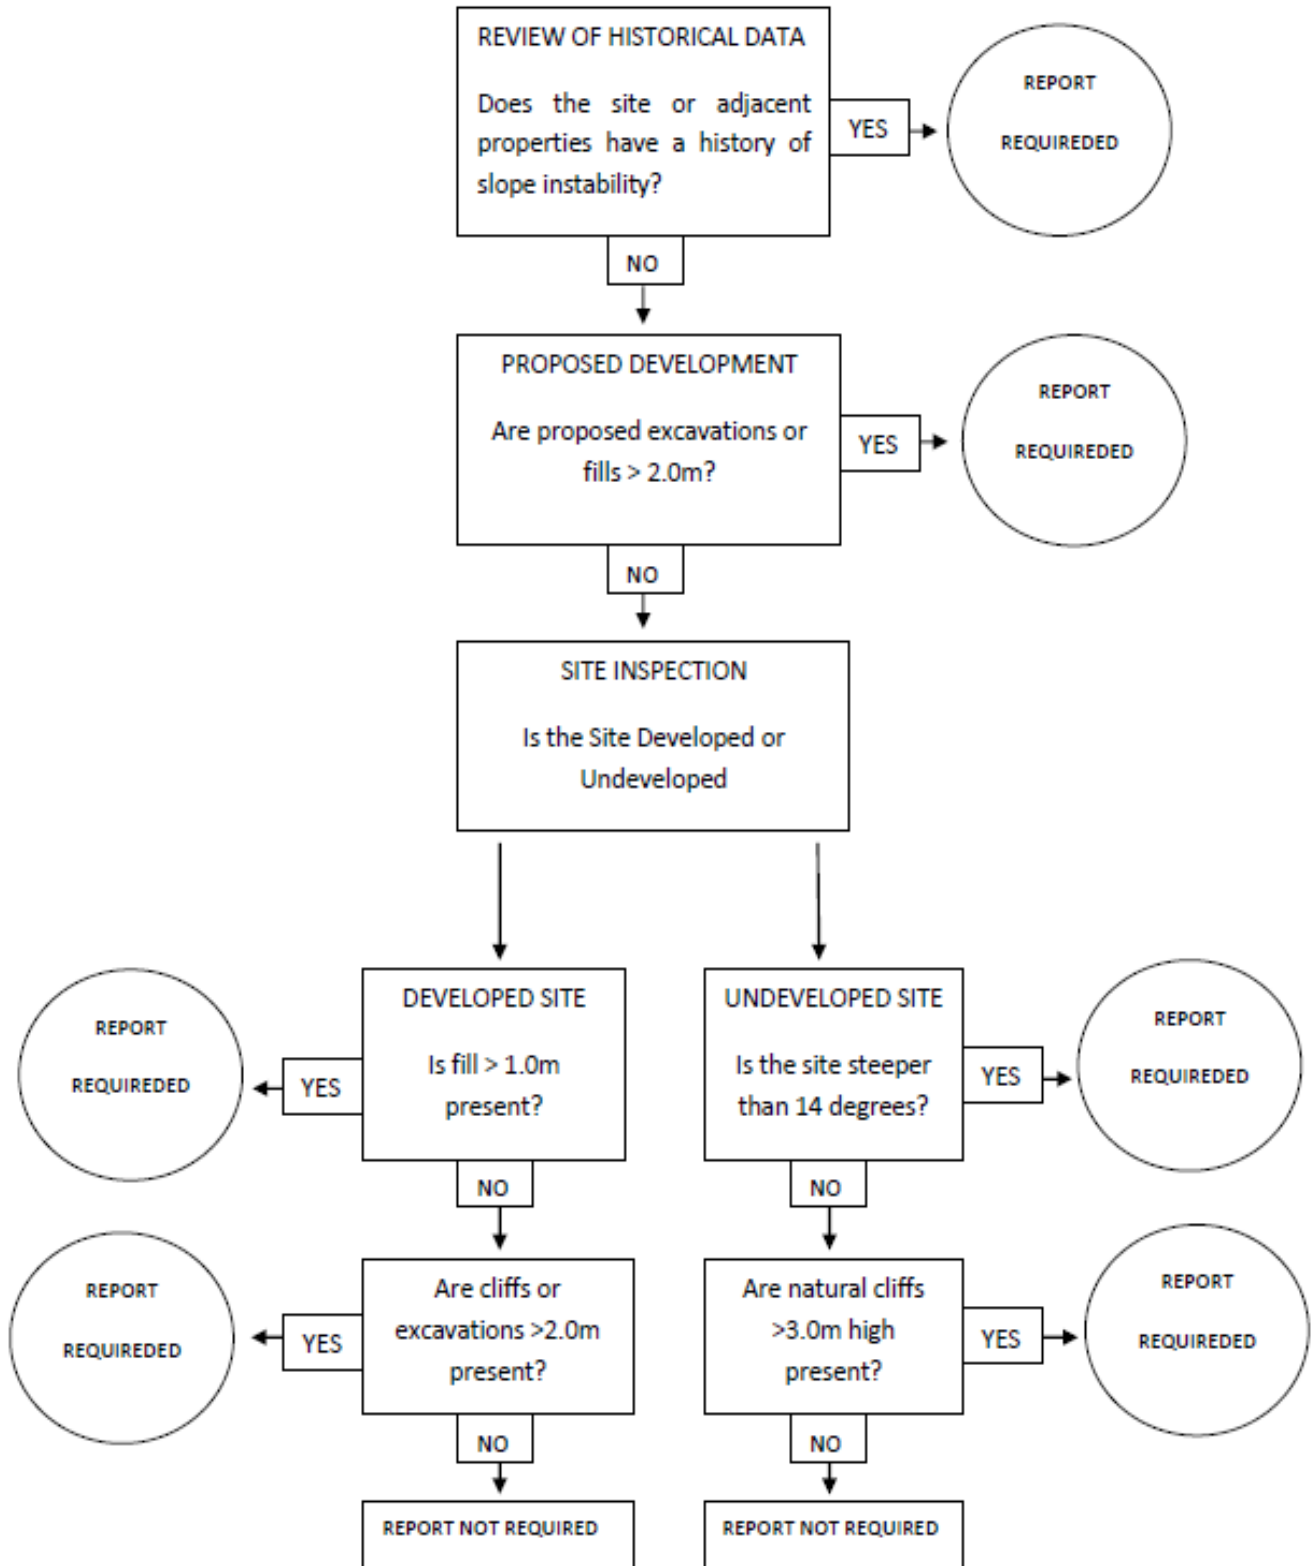 REVIEW OF HISTORICAL DATA
Does the site or adjacent
properties have a history of
slope instability?
YES
REPORT
REQUIREDED
NO
PROPOSED DEVELOPMENT
Are proposed excavations or
fills > 2.0m?
YES
REPORT
REQUIREDED
NO
SITE INSPECTION
Is the Site Developed or
Undeveloped
DEVELOPED SITE
Is fill > 1.0m
present?
YES
REPORT
REQUIREDED
NO
UNDEVELOPED SITE
Is the site steeper
than 14 degrees?
YES
REPORT
REQUIREDED
NO
Are cliffs or
excavations >2.0m
present?
YES
REPORT
REQUIREDED
NO
Are natural cliffs
>3.0m high
present?
YES
REPORT
REQUIREDED
NO
REPORT NOT REQUIRED
REPORT NOT REQUIRED